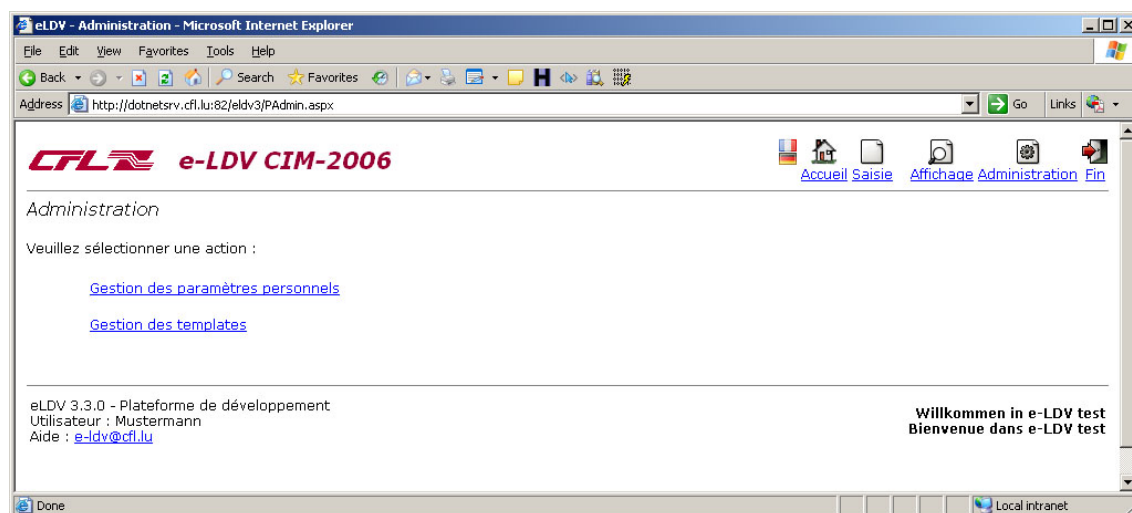 eLDV - Administration - Microsoft Internet Explorer
File Edit View Favorites Tools Help
Back Search Favorites
Address http://dotnetsrv.cfl.lu:82/eldv3/PAdmin.aspx Go Links
CFL e-LDV CIM-2006
Accueil Saisie Affichage Administration Fin
Administration
Veuillez sélectionner une action :
Gestion des paramètres personnels
Gestion des templates
eLDV 3.3.0 - Plateforme de développement
Utilisateur : Mustermann
Aide : e-ldv@cfl.lu
Willkommen in e-LDV test
Bienvenue dans e-LDV test
Done Local intranet